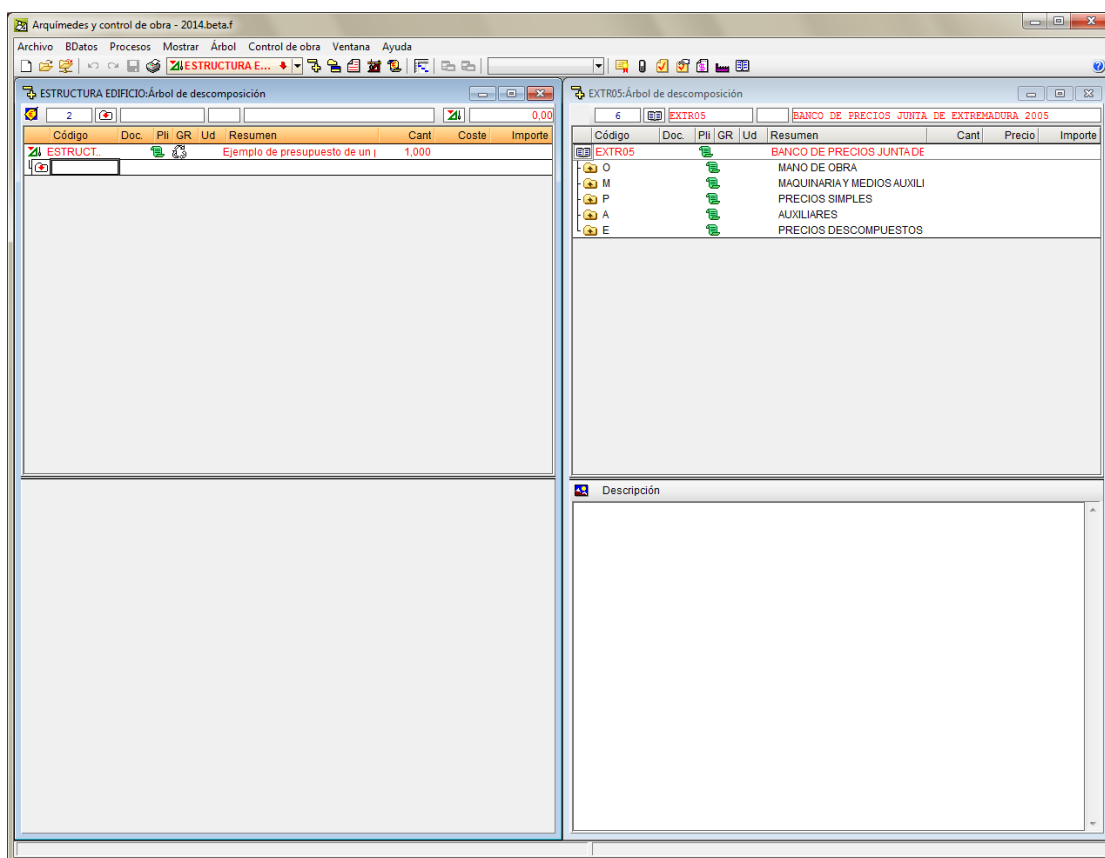 Arquímedes y control de obra - 2014.beta.f
Archivo BDatos Procesos Mostrar Árbol Control de obra Ventana Ayuda
ESTRUCTURA E...
ESTRUCTURA EDIFICIO:Árbol de descomposición
2 0,00
Código Doc. Pli GR Ud Resumen Cant Coste Importe
ESTRUCT.. Ejemplo de presupuesto de un 1,000
EXTR05:Árbol de descomposición
6 EXTR05 BANCO DE PRECIOS JUNTA DE EXTREMADURA 2005
Código Doc. Pli GR Ud Resumen Cant Precio Importe
EXTR05 BANCO DE PRECIOS JUNTA DE
O MANO DE OBRA
M MAQUINARIA Y MEDIOS AUXILI
P PRECIOS SIMPLES
A AUXILIARES
E PRECIOS DESCOMPUESTOS
Descripción